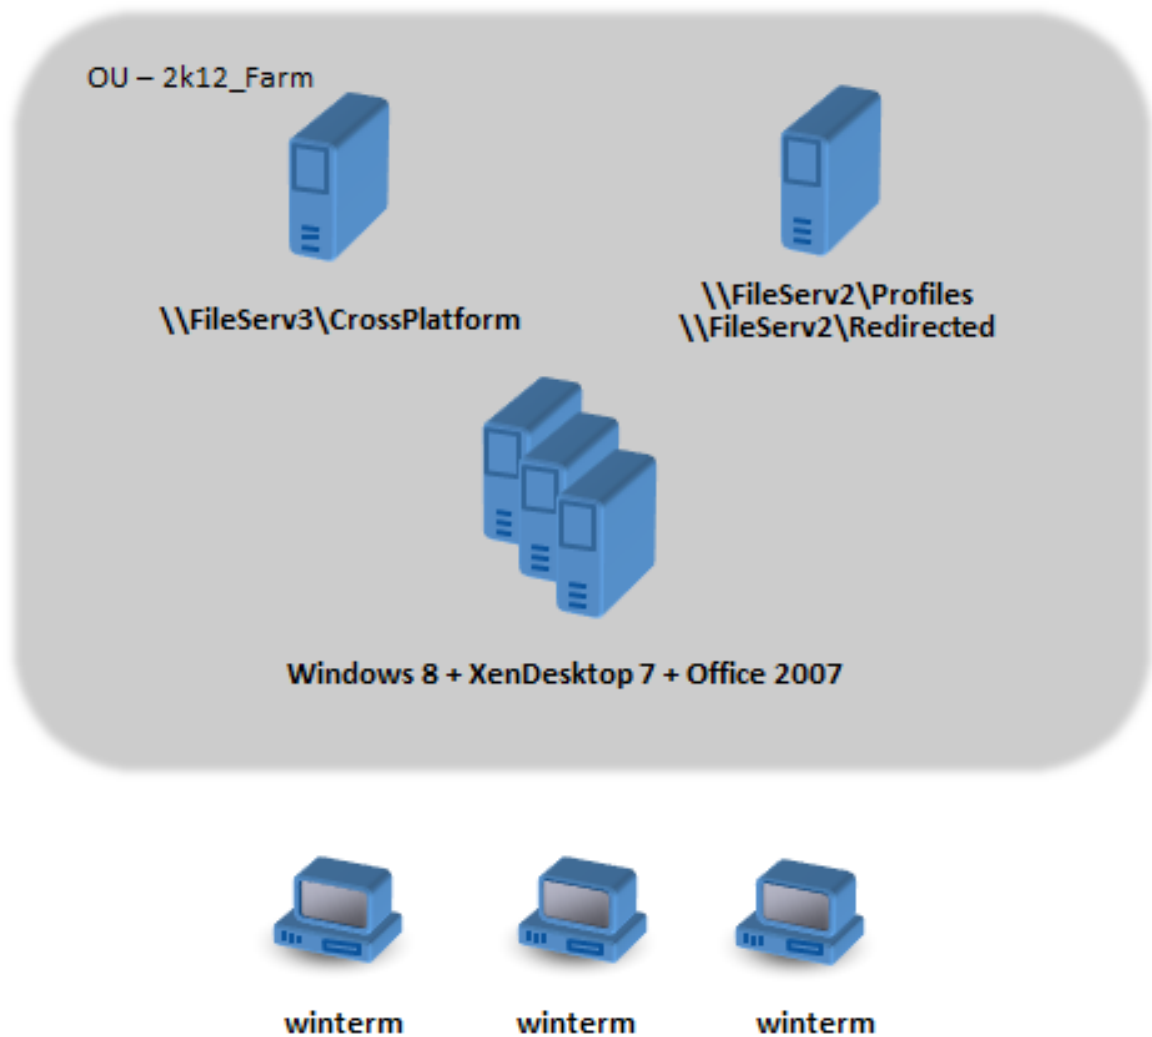 OU – 2k12_Farm
\\FileServ3\CrossPlatform
\\FileServ2\Profiles
\\FileServ2\Redirected
Windows 8 + XenDesktop 7 + Office 2007
winterm
winterm
winterm